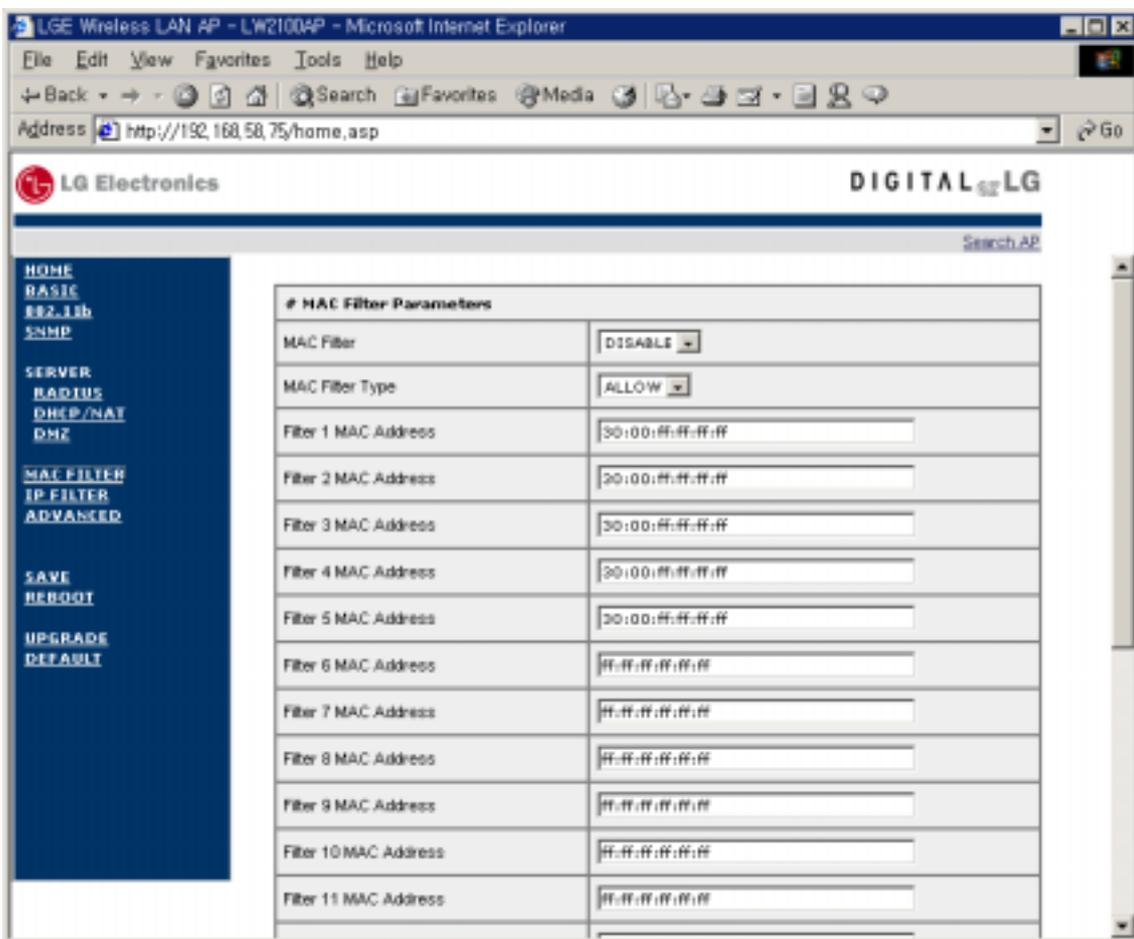 LGE Wireless LAN AP - LW2100AP - Microsoft Internet Explorer
File Edit View Favorites Tools Help
Back Search Favorites Media
Address http://192,168,58,75/home,asp Go
LG Electronics
DIGITAL LG
Search AP
HOME
BASIC
802.11b
SNMP
SERVER
RADIUS
DHCP/NAT
DMZ
MAC FILTER
IP FILTER
ADVANCED
SAVE
REBOOT
UPGRADE
DEFAULT
# MAC Filter Parameters
MAC Filter DISABLE
MAC Filter Type ALLOW
Filter 1 MAC Address 30:00:ff:ff:ff:ff
Filter 2 MAC Address 30:00:ff:ff:ff:ff
Filter 3 MAC Address 30:00:ff:ff:ff:ff
Filter 4 MAC Address 30:00:ff:ff:ff:ff
Filter 5 MAC Address 30:00:ff:ff:ff:ff
Filter 6 MAC Address ff:ff:ff:ff:ff:ff
Filter 7 MAC Address ff:ff:ff:ff:ff:ff
Filter 8 MAC Address ff:ff:ff:ff:ff:ff
Filter 9 MAC Address ff:ff:ff:ff:ff:ff
Filter 10 MAC Address ff:ff:ff:ff:ff:ff
Filter 11 MAC Address ff:ff:ff:ff:ff:ff